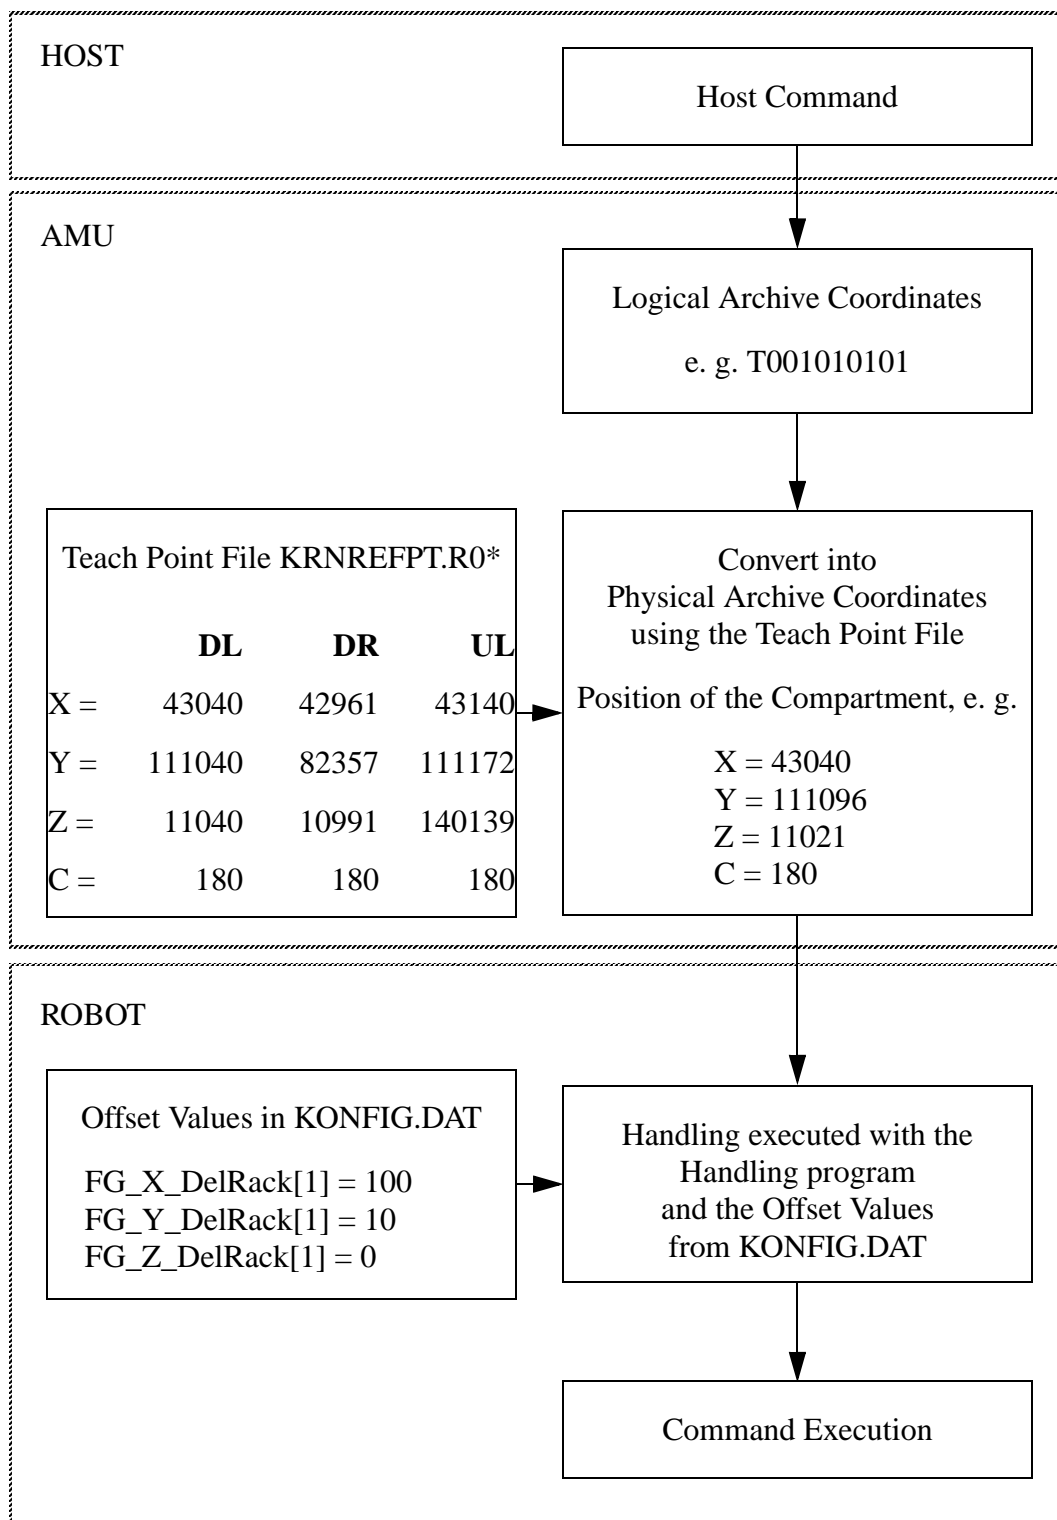 HOST
Host Command
AMU
Logical Archive Coordinates
e. g. T001010101
Teach Point File KRNREFPT.R0*
DL DR UL
X = 43040 42961 43140
Y = 111040 82357 111172
Z = 11040 10991 140139
C = 180 180 180
Convert into
Physical Archive Coordinates
using the Teach Point File
Position of the Compartment, e. g.
X = 43040
Y = 111096
Z = 11021
C = 180
ROBOT
Offset Values in KONFIG.DAT
FG_X_DelRack[1] = 100
FG_Y_DelRack[1] = 10
FG_Z_DelRack[1] = 0
Handling executed with the
Handling program
and the Offset Values
from KONFIG.DAT
Command Execution